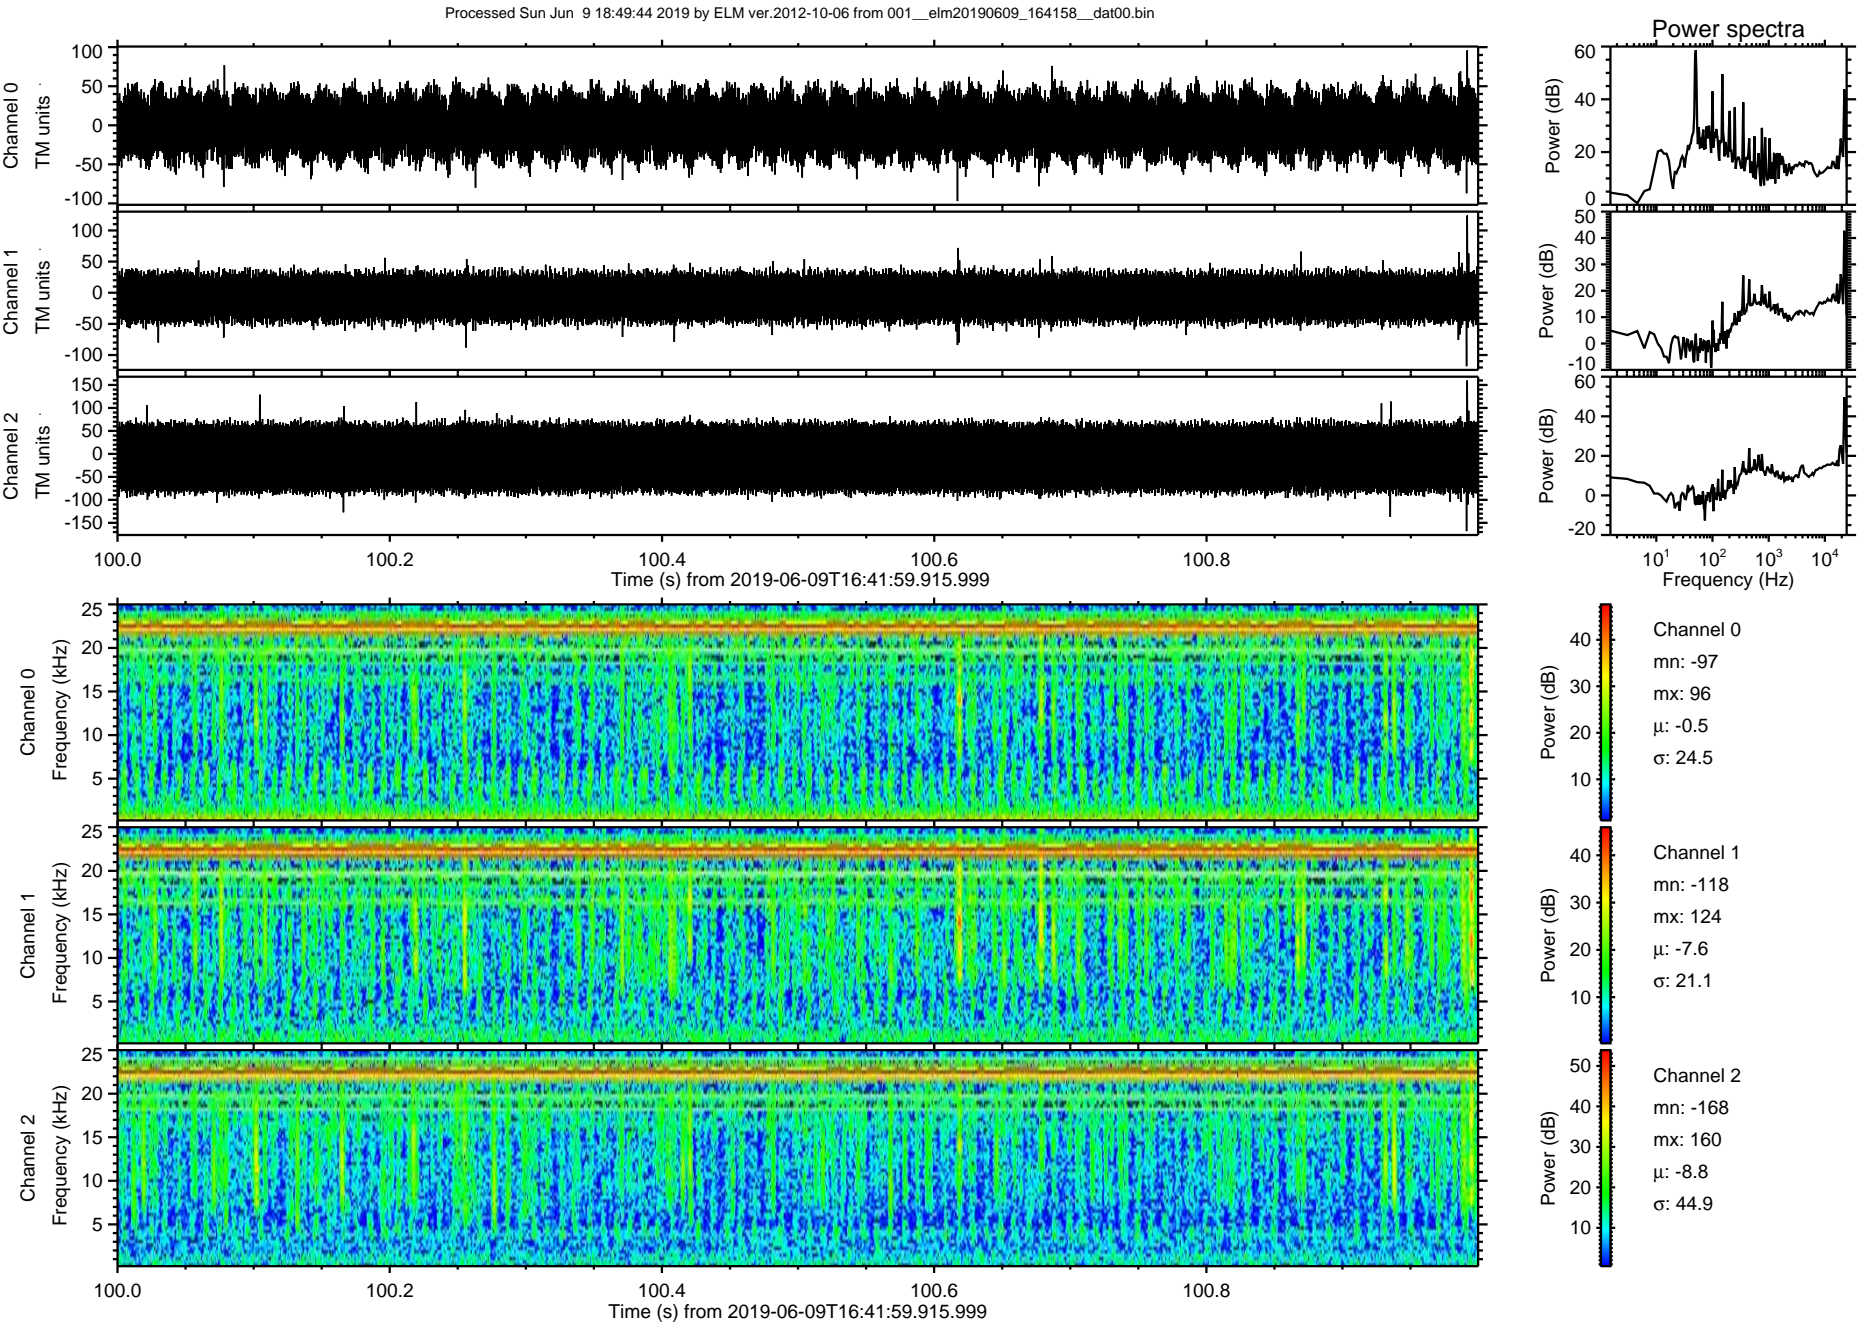 Processed Sun Jun  9 18:49:44 2019 by ELM ver.2012-10-06 from 001__elm20190609_164158__dat00.bin
Power spectra
Channel 0
TM units
100
50
0
-50
-100
Power (dB)
60
40
20
0
Channel 1
TM units
100
50
0
-50
-100
Power (dB)
50
40
30
20
10
0
-10
Channel 2
TM units
150
100
50
0
-50
-100
-150
Power (dB)
60
40
20
0
-20
100.0 100.2 100.4 100.6 100.8
Time (s) from 2019-06-09T16:41:59.915.999
10¹ 10² 10³ 10⁴
Frequency (Hz)
Channel 0
Frequency (kHz)
25
20
15
10
5
Power (dB)
40
30
20
10
Channel 0
mn: -97
mx: 96
μ: -0.5
σ: 24.5
Channel 1
Frequency (kHz)
25
20
15
10
5
Power (dB)
40
30
20
10
Channel 1
mn: -118
mx: 124
μ: -7.6
σ: 21.1
Channel 2
Frequency (kHz)
25
20
15
10
5
Power (dB)
50
40
30
20
10
Channel 2
mn: -168
mx: 160
μ: -8.8
σ: 44.9
100.0 100.2 100.4 100.6 100.8
Time (s) from 2019-06-09T16:41:59.915.999